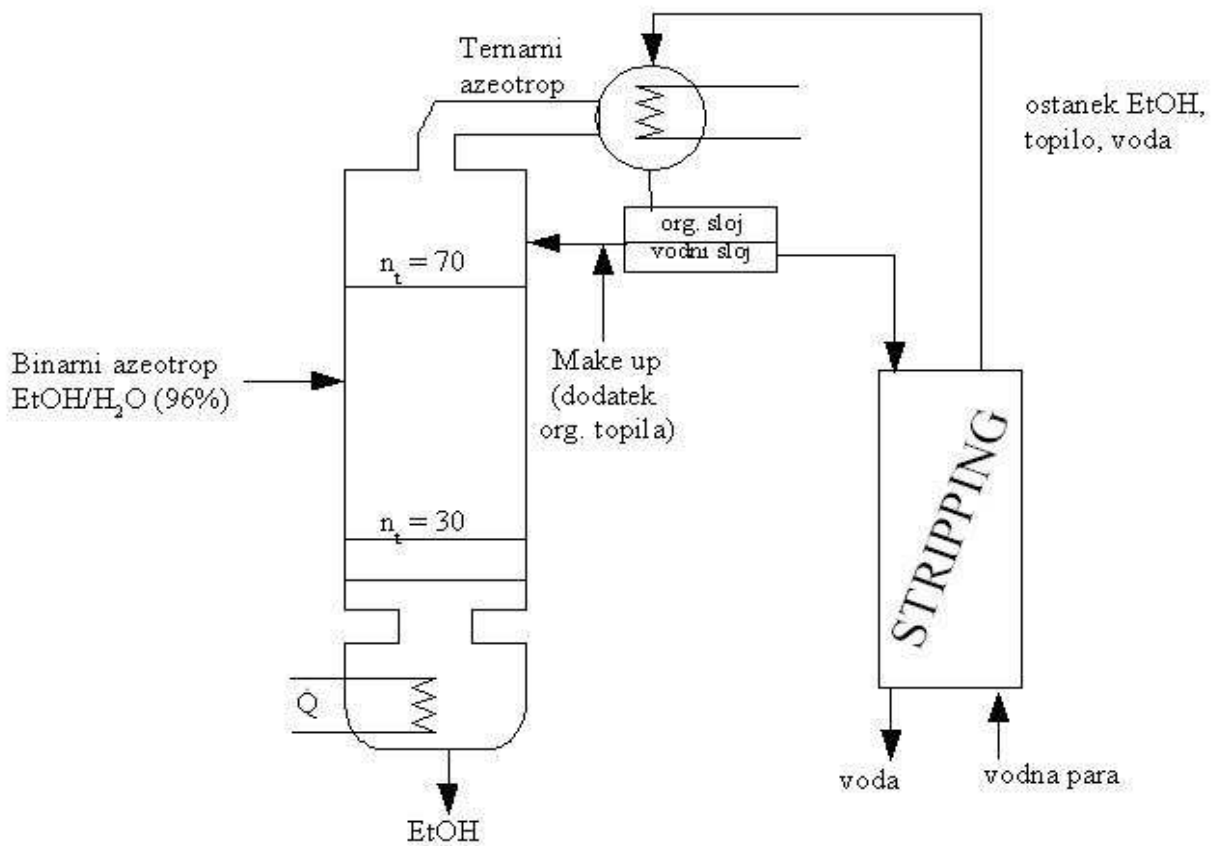 Ternarni
azeotrop
ostanek EtOH,
topilo, voda
org. sloj
vodni sloj
n_t = 70
Binarni azeotrop
EtOH/H₂O (96%)
Make up
(dodatek
org. topila)
STRIPPING
n_t = 30
Q
voda
vodna para
EtOH